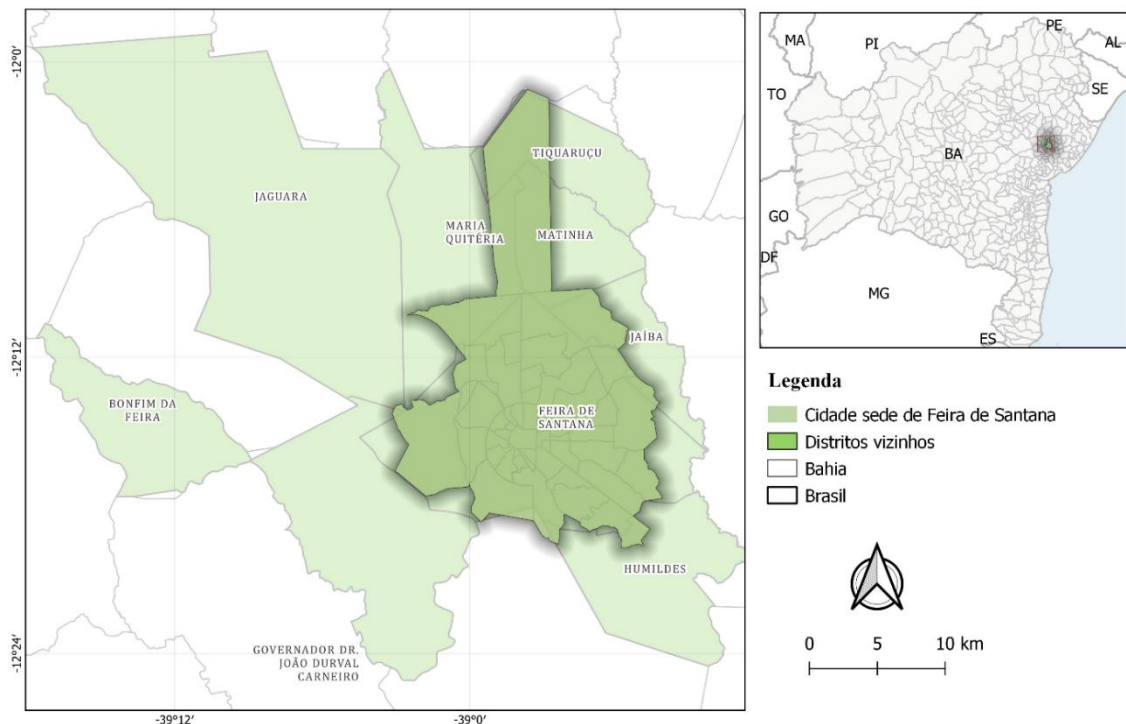 -12°0′
-12°12′
-12°24′
-39°12′
-39°0′
TIQUARUÇU
JAGUARA
MARIA
QUITÉRIA
MATINHA
JAÍBA
BONFIM DA
FEIRA
FEIRA DE
SANTANA
HUMILDES
GOVERNADOR DR.
JOÃO DURVAL
CARNEIRO
MA
PI
PE
AL
TO
SE
BA
GO
DF
MG
ES
Legenda
Cidade sede de Feira de Santana
Distritos vizinhos
Bahia
Brasil
0 5 10 km